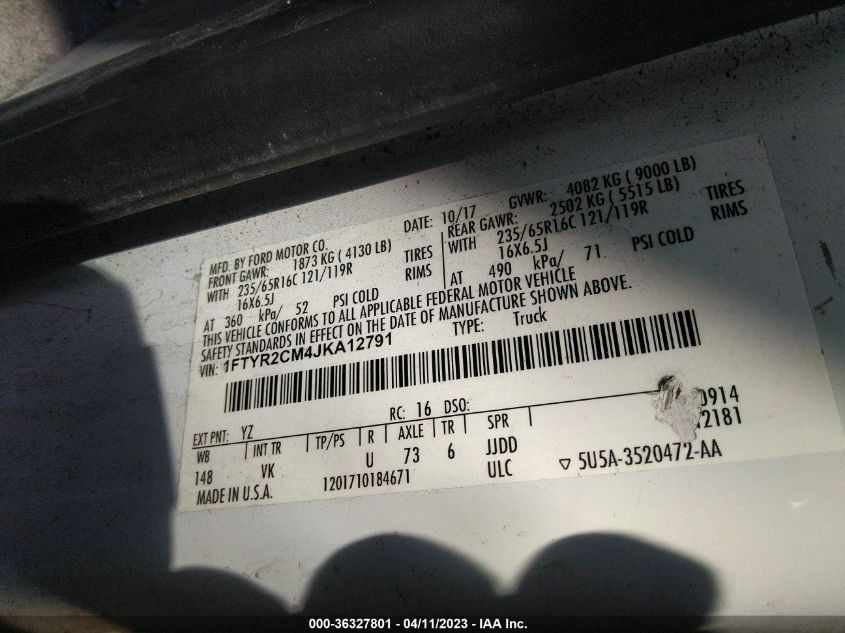 MFD. BY FORD MOTOR CO. DATE: 10/17 GVWR: 4082 KG ( 9000 LB)
FRONT GAWR: 1873 KG ( 4130 LB) REAR GAWR: 2502 KG ( 5515 LB)
WITH 235/65R16C 121/119R TIRES WITH 235/65R16C 121/119R TIRES
16X6.5J RIMS 16X6.5J RIMS
AT 360 kPa/ 52 PSI COLD AT 490 kPa/ 71 PSI COLD
THIS VEHICLE CONFORMS TO ALL APPLICABLE FEDERAL MOTOR VEHICLE
SAFETY STANDARDS IN EFFECT ON THE DATE OF MANUFACTURE SHOWN ABOVE.
VIN: 1FTYR2CM4JKA12791 TYPE: Truck
EXT PNT: YZ RC: 16 DSO: 0914
WB INT TR TP/PS R AXLE TR SPR 2181
148 VK U 73 6 JJDD
MADE IN U.S.A. 1201710184671 ULC ▽ 5U5A-3520472-AA
000-36327801 - 04/11/2023 - IAA Inc.